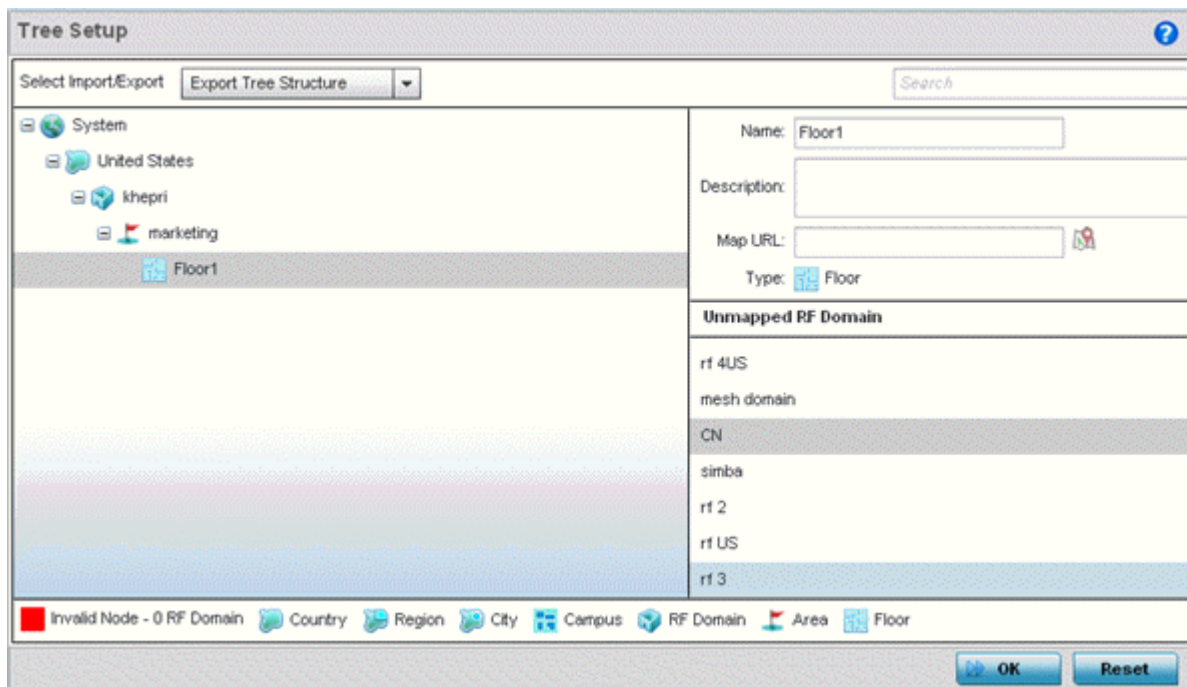 Tree Setup
Select Import/Export Export Tree Structure Search
System
United States
khepri
marketing
Floor1
Name: Floor1
Description:
Map URL:
Type: Floor
Unmapped RF Domain
rf 4US
mesh domain
CN
simba
rf 2
rf US
rf 3
Invalid Node - 0 RF Domain Country Region City Campus RF Domain Area Floor
OK Reset